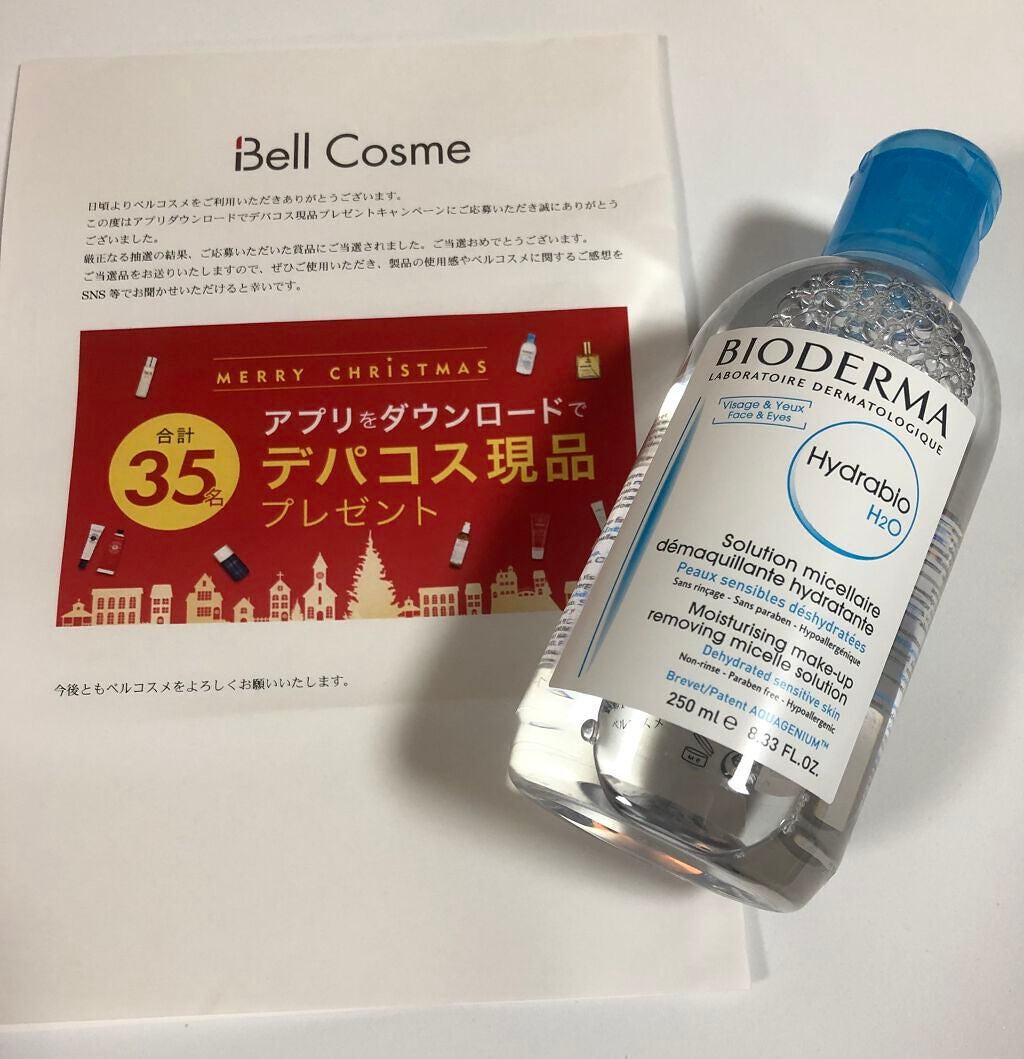 Bell Cosme
日頃よりベルコスメをご利用いただきありがとうございます。
この度はアプリダウンロードでデパコス現品プレゼントキャンペーンにご応募いただき誠にありがとう
ございました。
厳正なる抽選の結果、ご応募いただいた賞品にご当選されました。ご当選おめでとうございます。
ご当選品をお送りいたしますので、ぜひご使用いただき、製品の使用感やベルコスメに関するご感想を
SNS 等でお聞かせいただけると幸いです。
MERRY CHRISTMAS
合計
35名
アプリをダウンロードで
デパコス現品
プレゼント
今後ともベルコスメをよろしくお願いいたします。
BIODERMA
LABORATOIRE DERMATOLOGIQUE
Visage & Yeux
Face & Eyes
Hydrabio
H2O
Solution micellaire
démaquillante hydratante
Peaux sensibles déshydratées
Sans rinçage - Sans paraben - Hypoallergénique
Moisturising make-up
removing micelle solution
Dehydrated sensitive skin
Non-rinse - Paraben free - Hypoallergenic
Brevet/Patent AQUAGENIUM™
250 ml ℮ 8.33 FL.OZ.